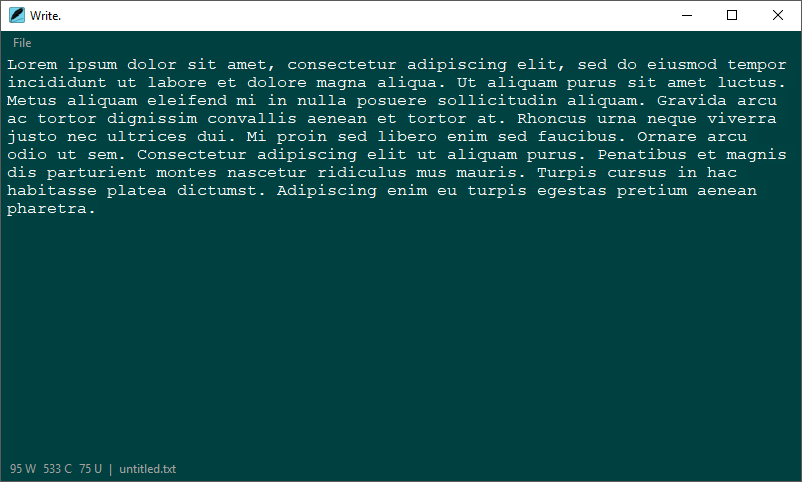 Write.
File
Lorem ipsum dolor sit amet, consectetur adipiscing elit, sed do eiusmod tempor
incididunt ut labore et dolore magna aliqua. Ut aliquam purus sit amet luctus.
Metus aliquam eleifend mi in nulla posuere sollicitudin aliquam. Gravida arcu
ac tortor dignissim convallis aenean et tortor at. Rhoncus urna neque viverra
justo nec ultrices dui. Mi proin sed libero enim sed faucibus. Ornare arcu
odio ut sem. Consectetur adipiscing elit ut aliquam purus. Penatibus et magnis
dis parturient montes nascetur ridiculus mus mauris. Turpis cursus in hac
habitasse platea dictumst. Adipiscing enim eu turpis egestas pretium aenean
pharetra.
95 W 533 C 75 U | untitled.txt